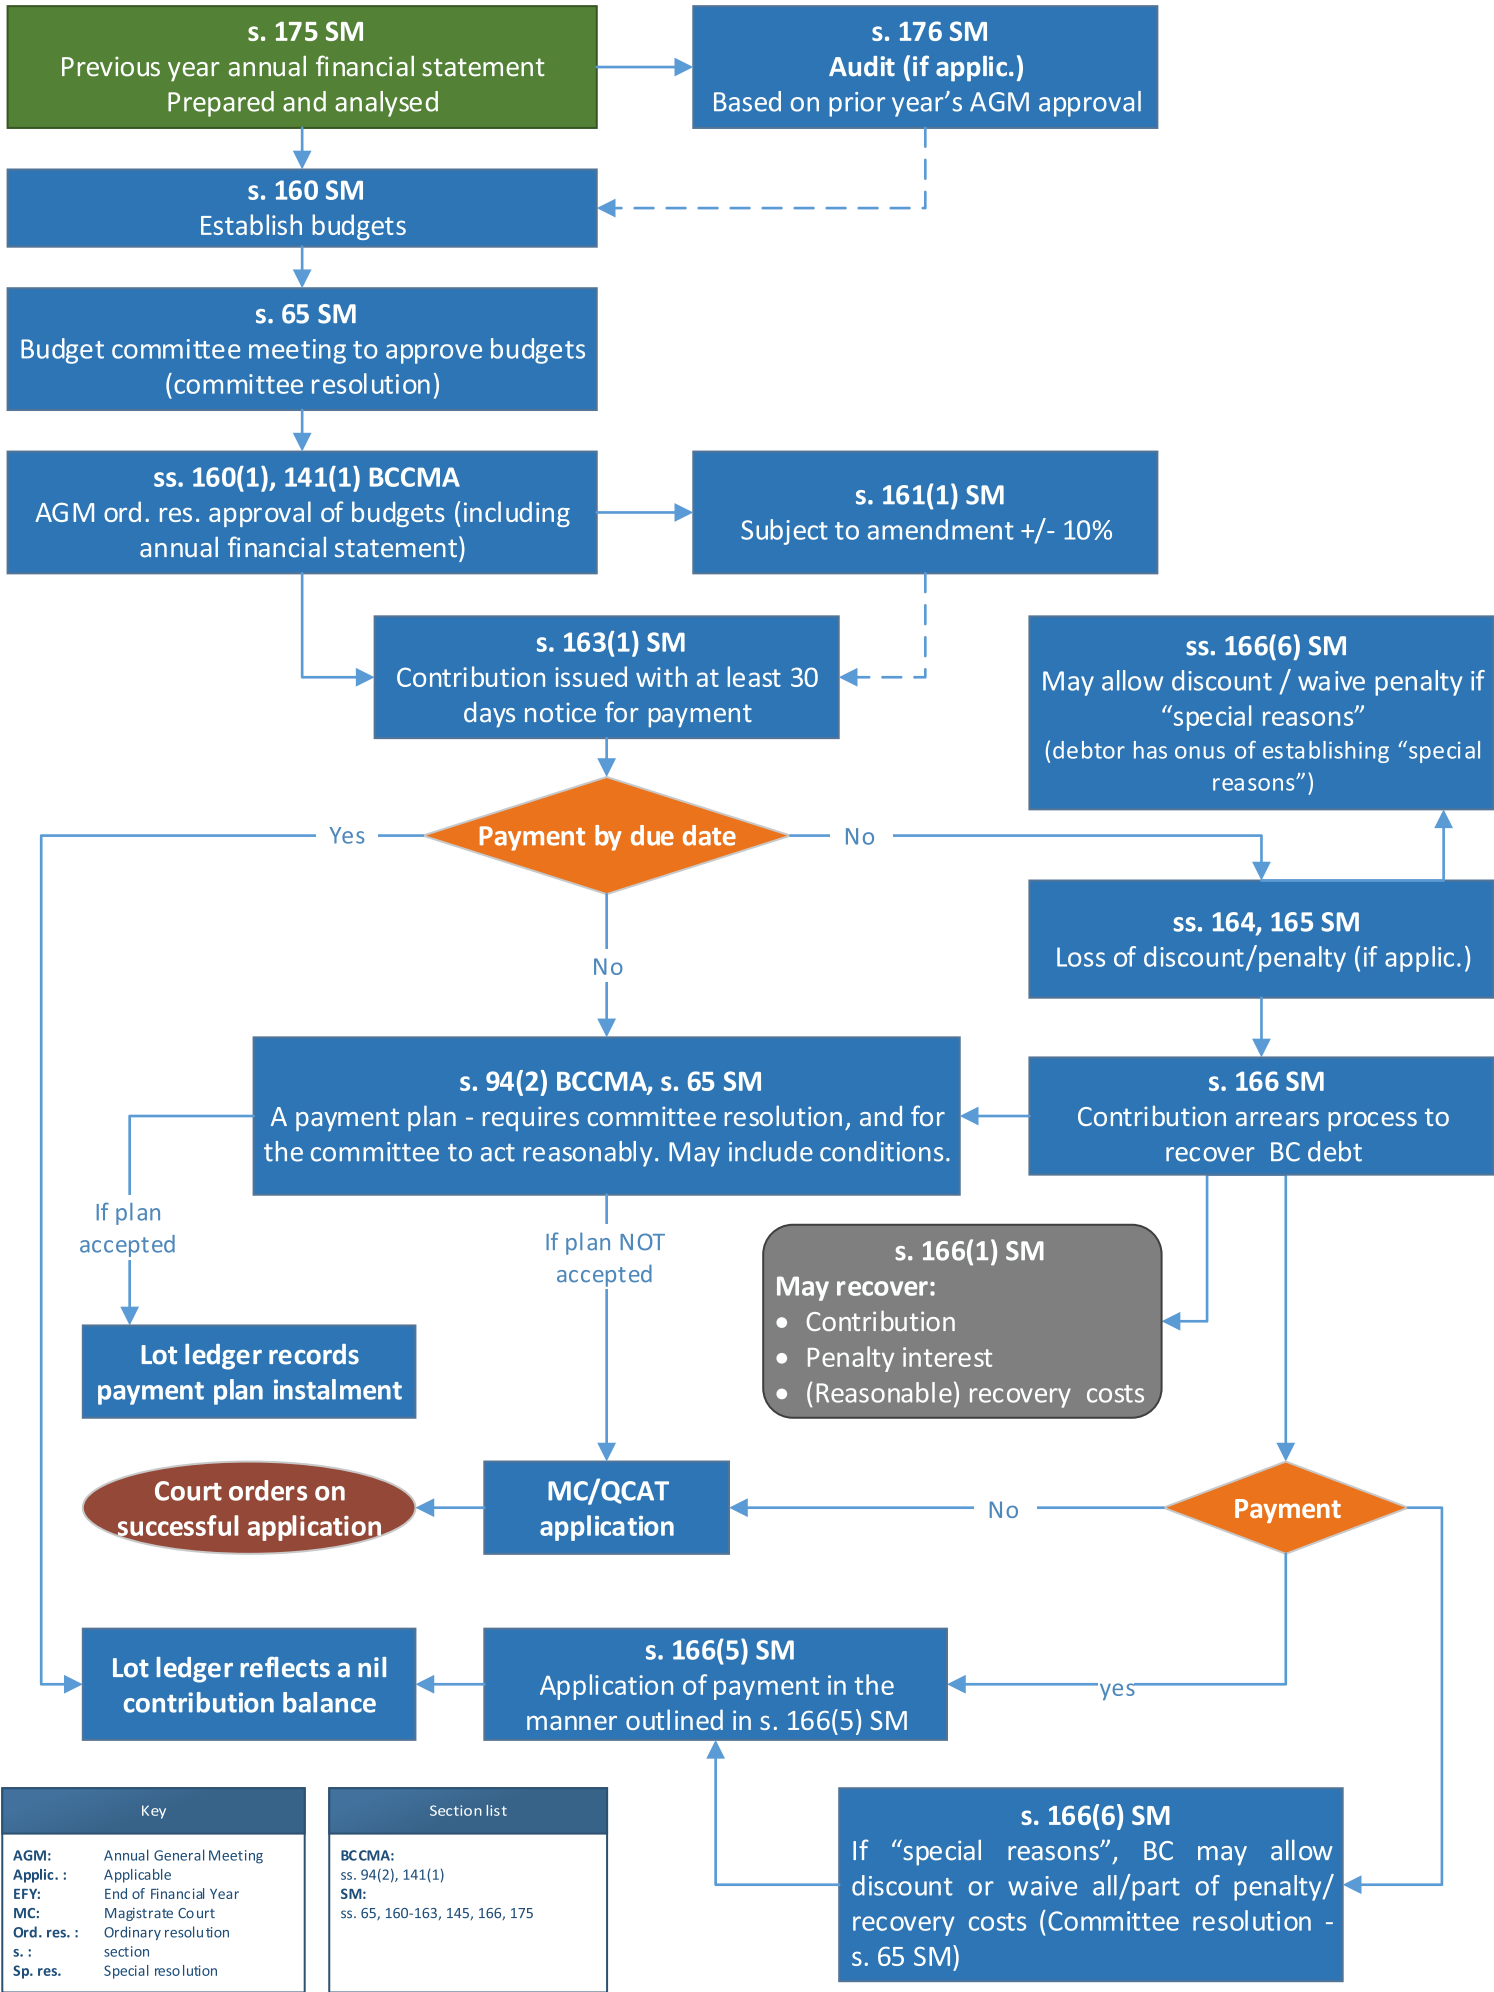 s. 175 SM
Previous year annual financial statement
Prepared and analysed
s. 176 SM
Audit (if applic.)
Based on prior year’s AGM approval
s. 160 SM
Establish budgets
s. 65 SM
Budget committee meeting to approve budgets
(committee resolution)
ss. 160(1), 141(1) BCCMA
AGM ord. res. approval of budgets (including
annual financial statement)
s. 161(1) SM
Subject to amendment +/- 10%
s. 163(1) SM
Contribution issued with at least 30
days notice for payment
ss. 166(6) SM
May allow discount / waive penalty if
“special reasons”
(debtor has onus of establishing “special
reasons”)
Yes
Payment by due date
No
ss. 164, 165 SM
Loss of discount/penalty (if applic.)
No
s. 94(2) BCCMA, s. 65 SM
A payment plan - requires committee resolution, and for
the committee to act reasonably. May include conditions.
s. 166 SM
Contribution arrears process to
recover BC debt
If plan
accepted
If plan NOT
accepted
s. 166(1) SM
May recover:
• Contribution
• Penalty interest
• (Reasonable) recovery costs
Lot ledger records
payment plan instalment
Court orders on
successful application
MC/QCAT
application
No
Payment
Lot ledger reflects a nil
contribution balance
s. 166(5) SM
Application of payment in the
manner outlined in s. 166(5) SM
yes
s. 166(6) SM
If “special reasons”, BC may allow
discount or waive all/part of penalty/
recovery costs (Committee resolution -
s. 65 SM)
Key
AGM: Annual General Meeting
Applic. : Applicable
EFY: End of Financial Year
MC: Magistrate Court
Ord. res. : Ordinary resolution
s. : section
Sp. res. Special resolution
Section list
BCCMA:
ss. 94(2), 141(1)
SM:
ss. 65, 160-163, 145, 166, 175